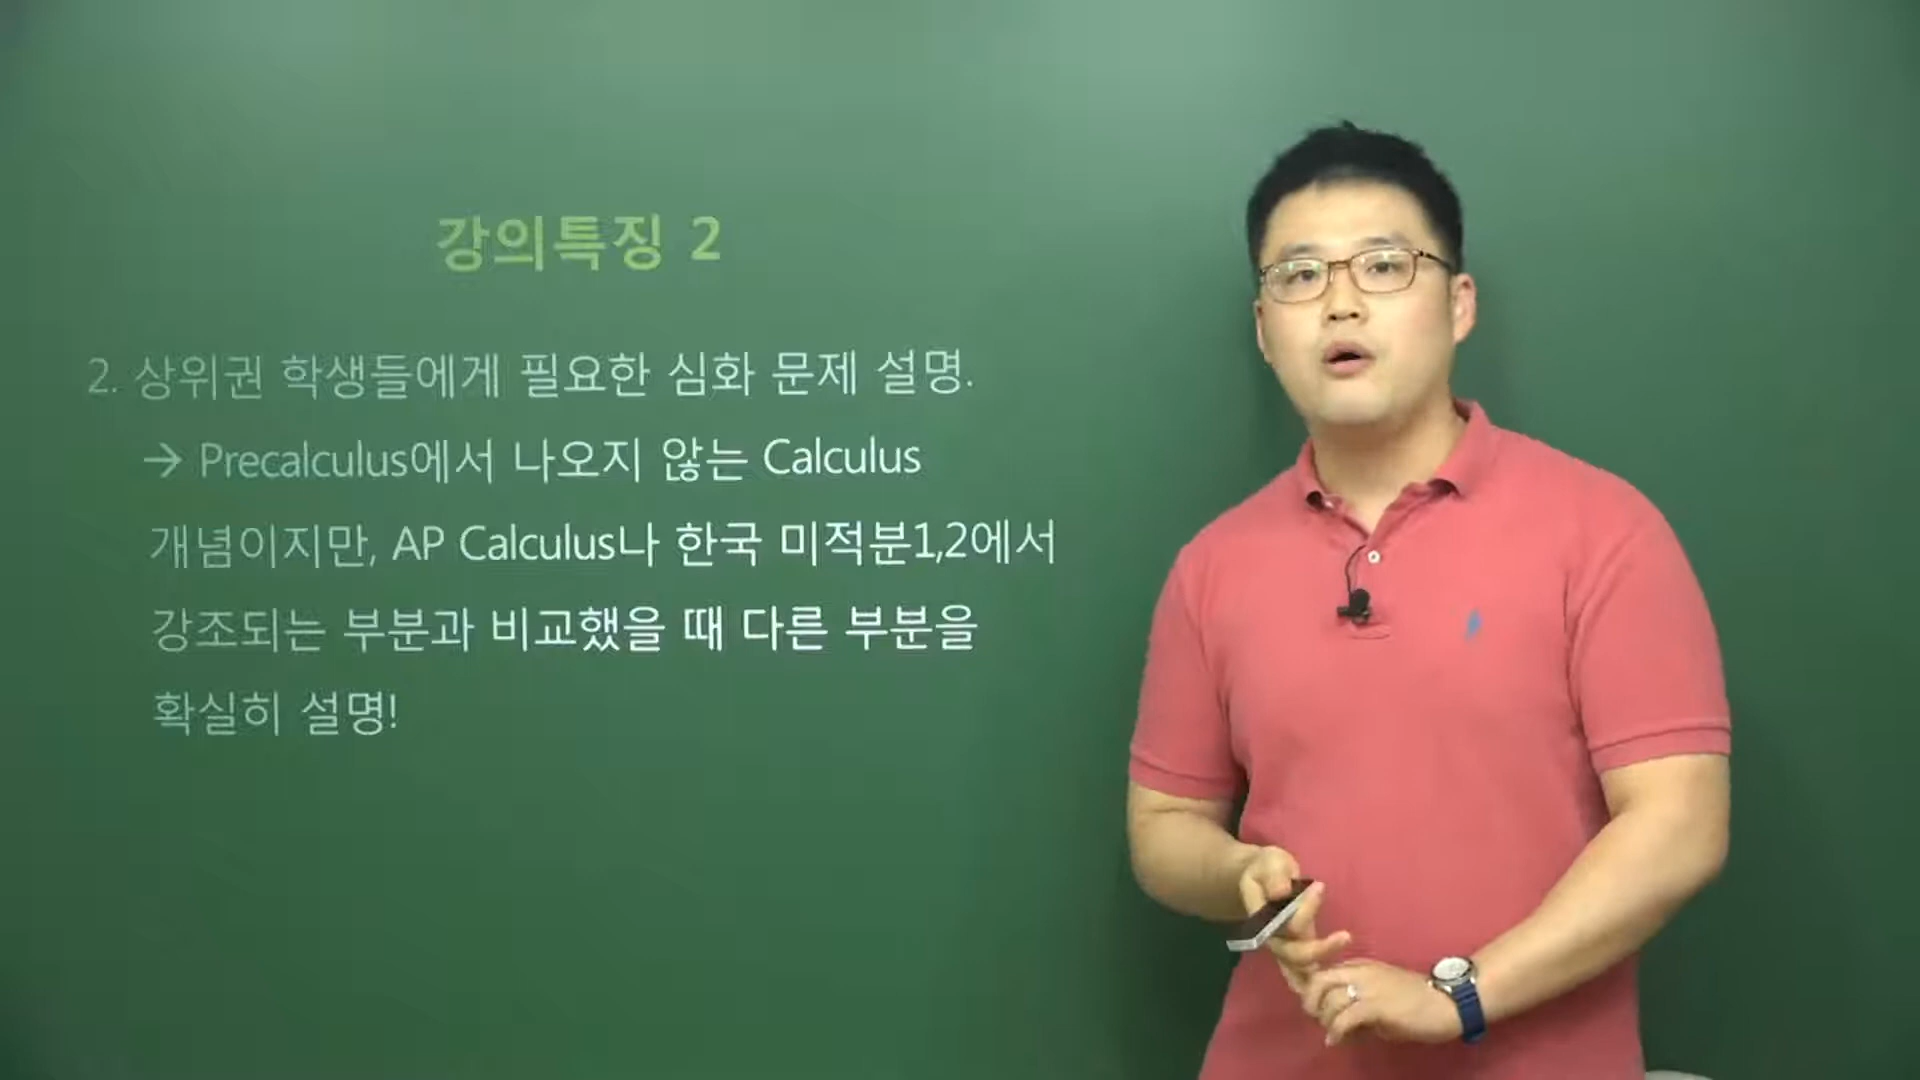 강의특징 2
2. 상위권 학생들에게 필요한 심화 문제 설명.
→ Precalculus에서 나오지 않는 Calculus
개념이지만, AP Calculus나 한국 미적분1,2에서
강조되는 부분과 비교했을 때 다른 부분을
확실히 설명!